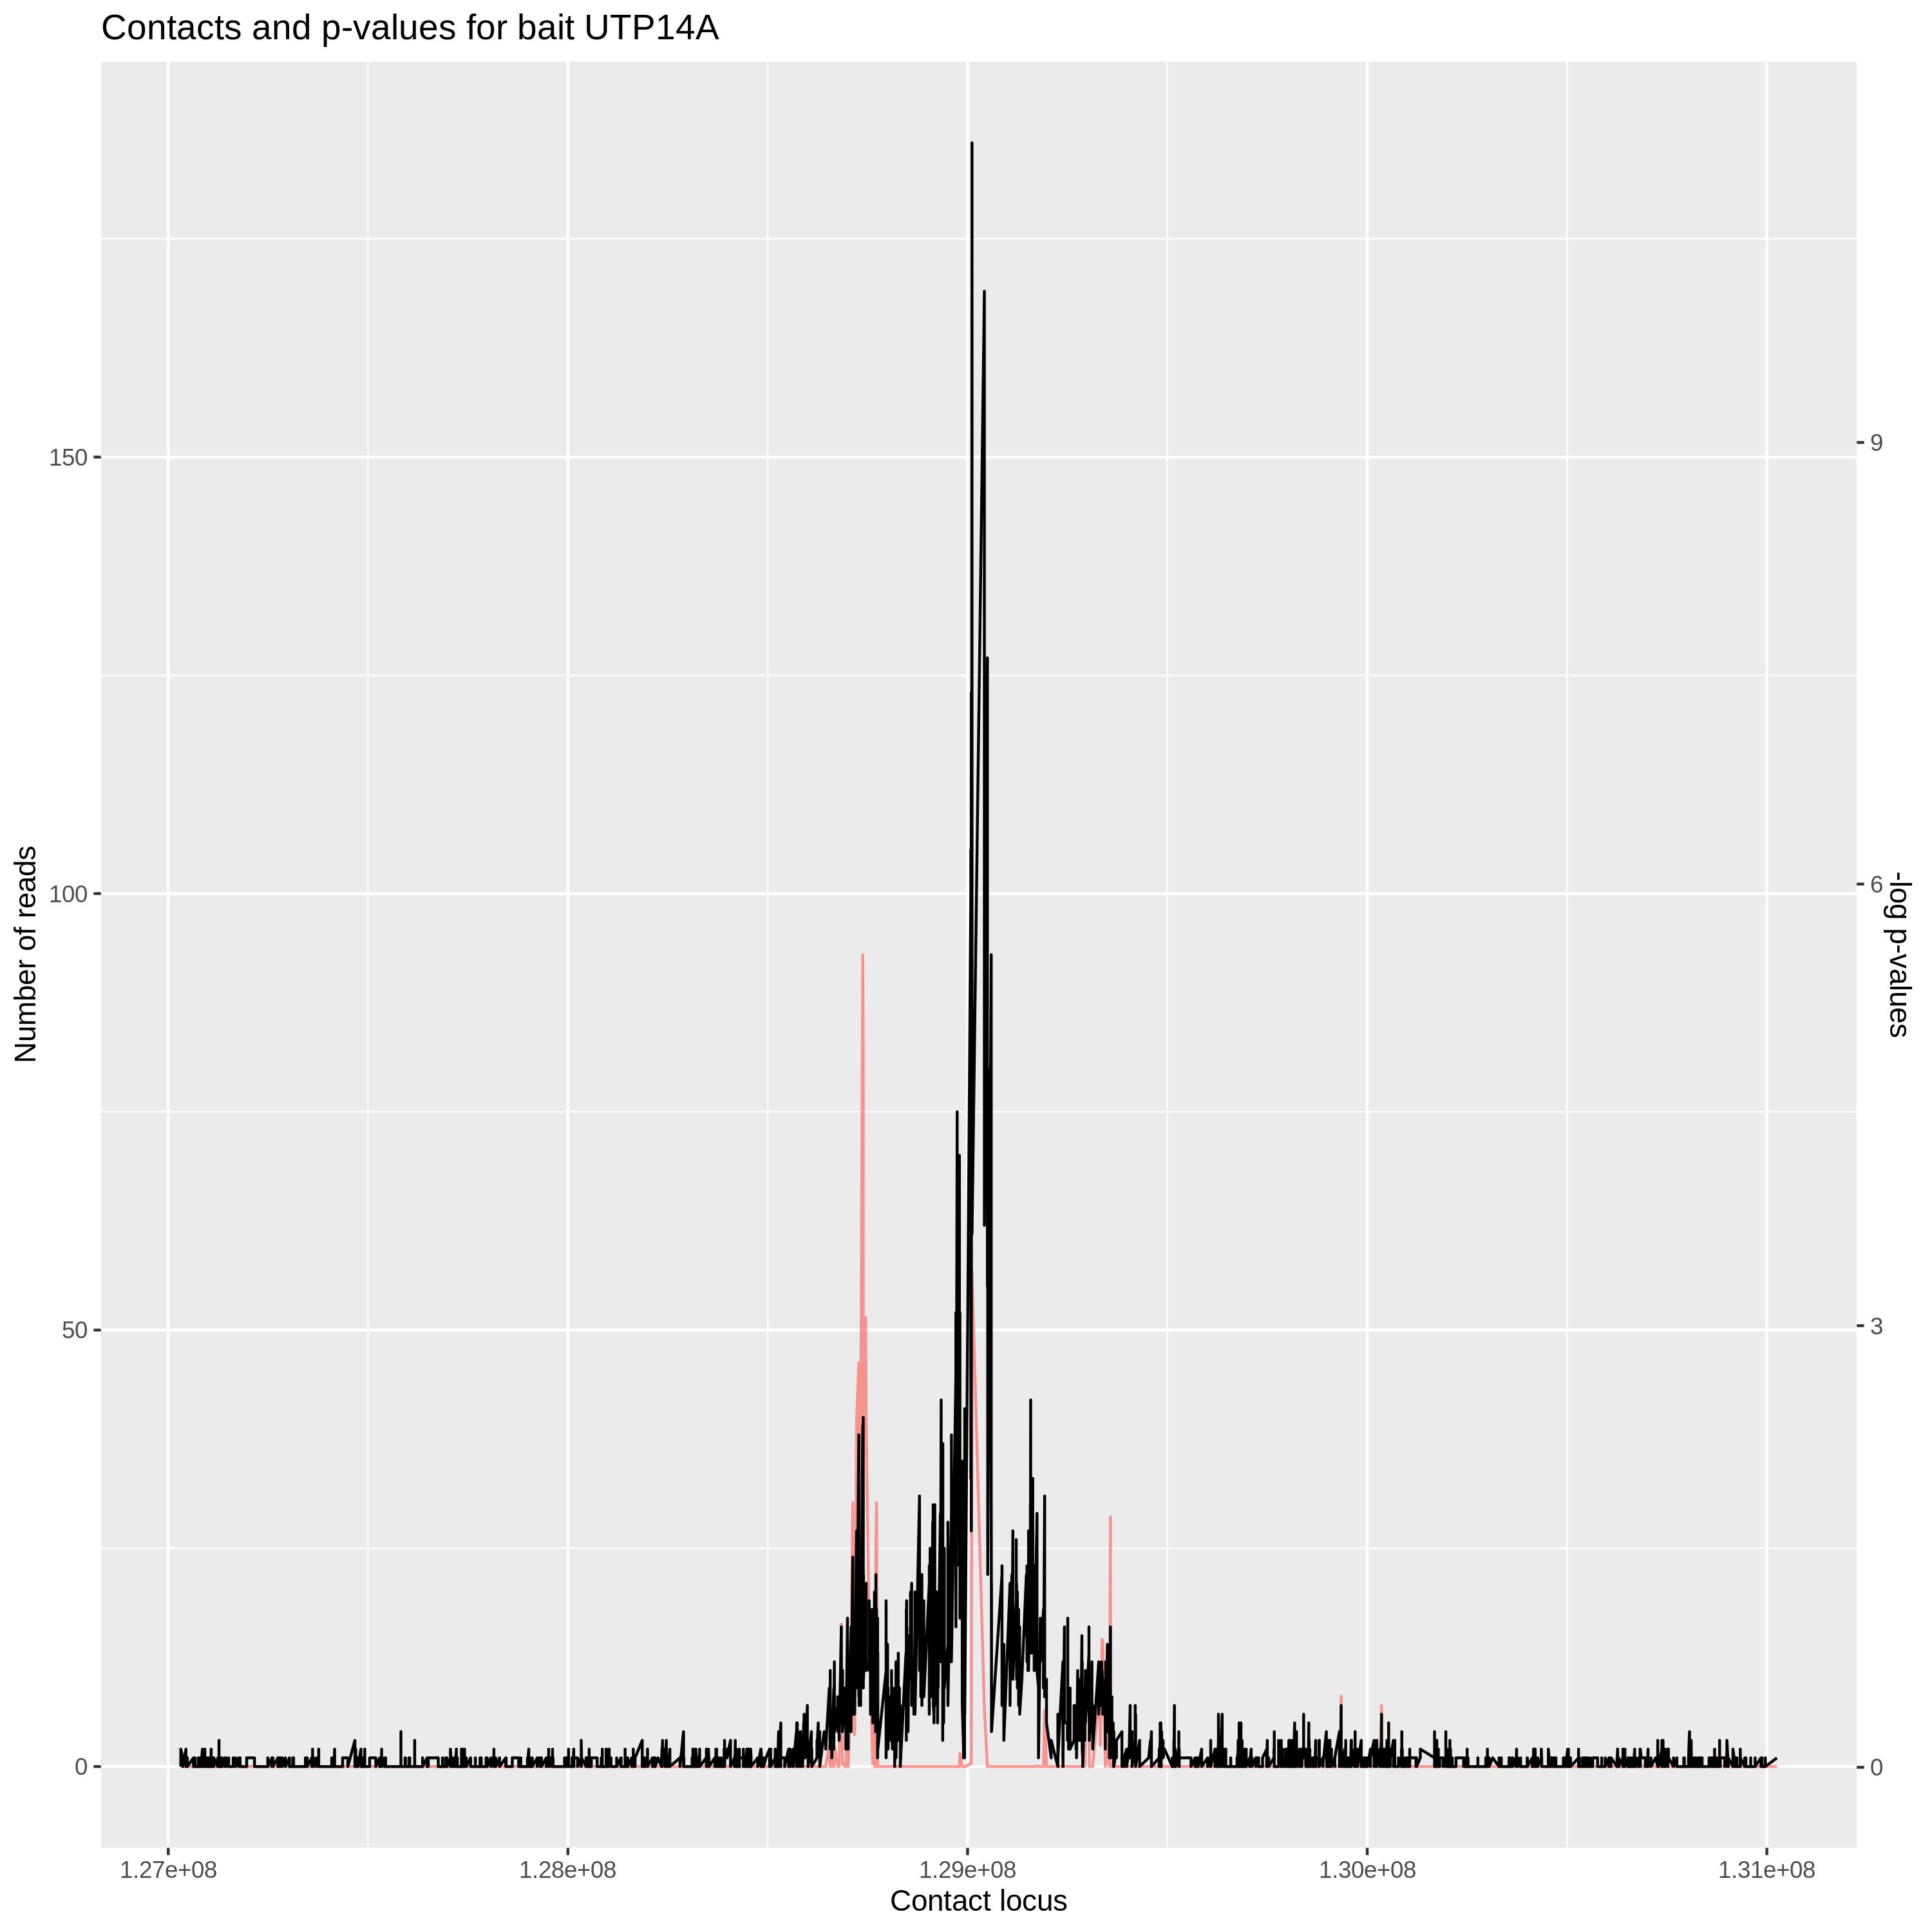 Contacts and p-values for bait UTP14A
Number of reads
150
100
50
0
9
6
3
0
-log p-values
1.27e+08
1.28e+08
1.29e+08
1.30e+08
1.31e+08
Contact locus